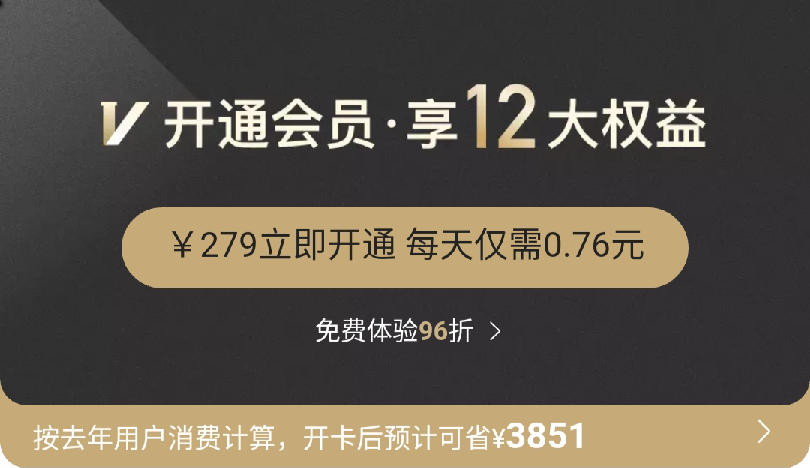 V 开通会员·享12大权益
￥279立即开通 每天仅需0.76元
免费体验96折 >
按去年用户消费计算，开卡后预计可省¥3851 >